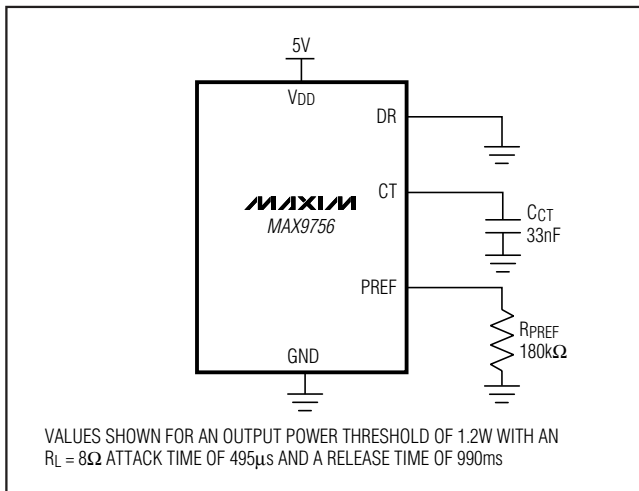 5V
VDD
DR
CT
MAXIM
MAX9756
CCT
33nF
PREF
RPREF
180kΩ
GND
VALUES SHOWN FOR AN OUTPUT POWER THRESHOLD OF 1.2W WITH AN
RL = 8Ω ATTACK TIME OF 495μs AND A RELEASE TIME OF 990ms